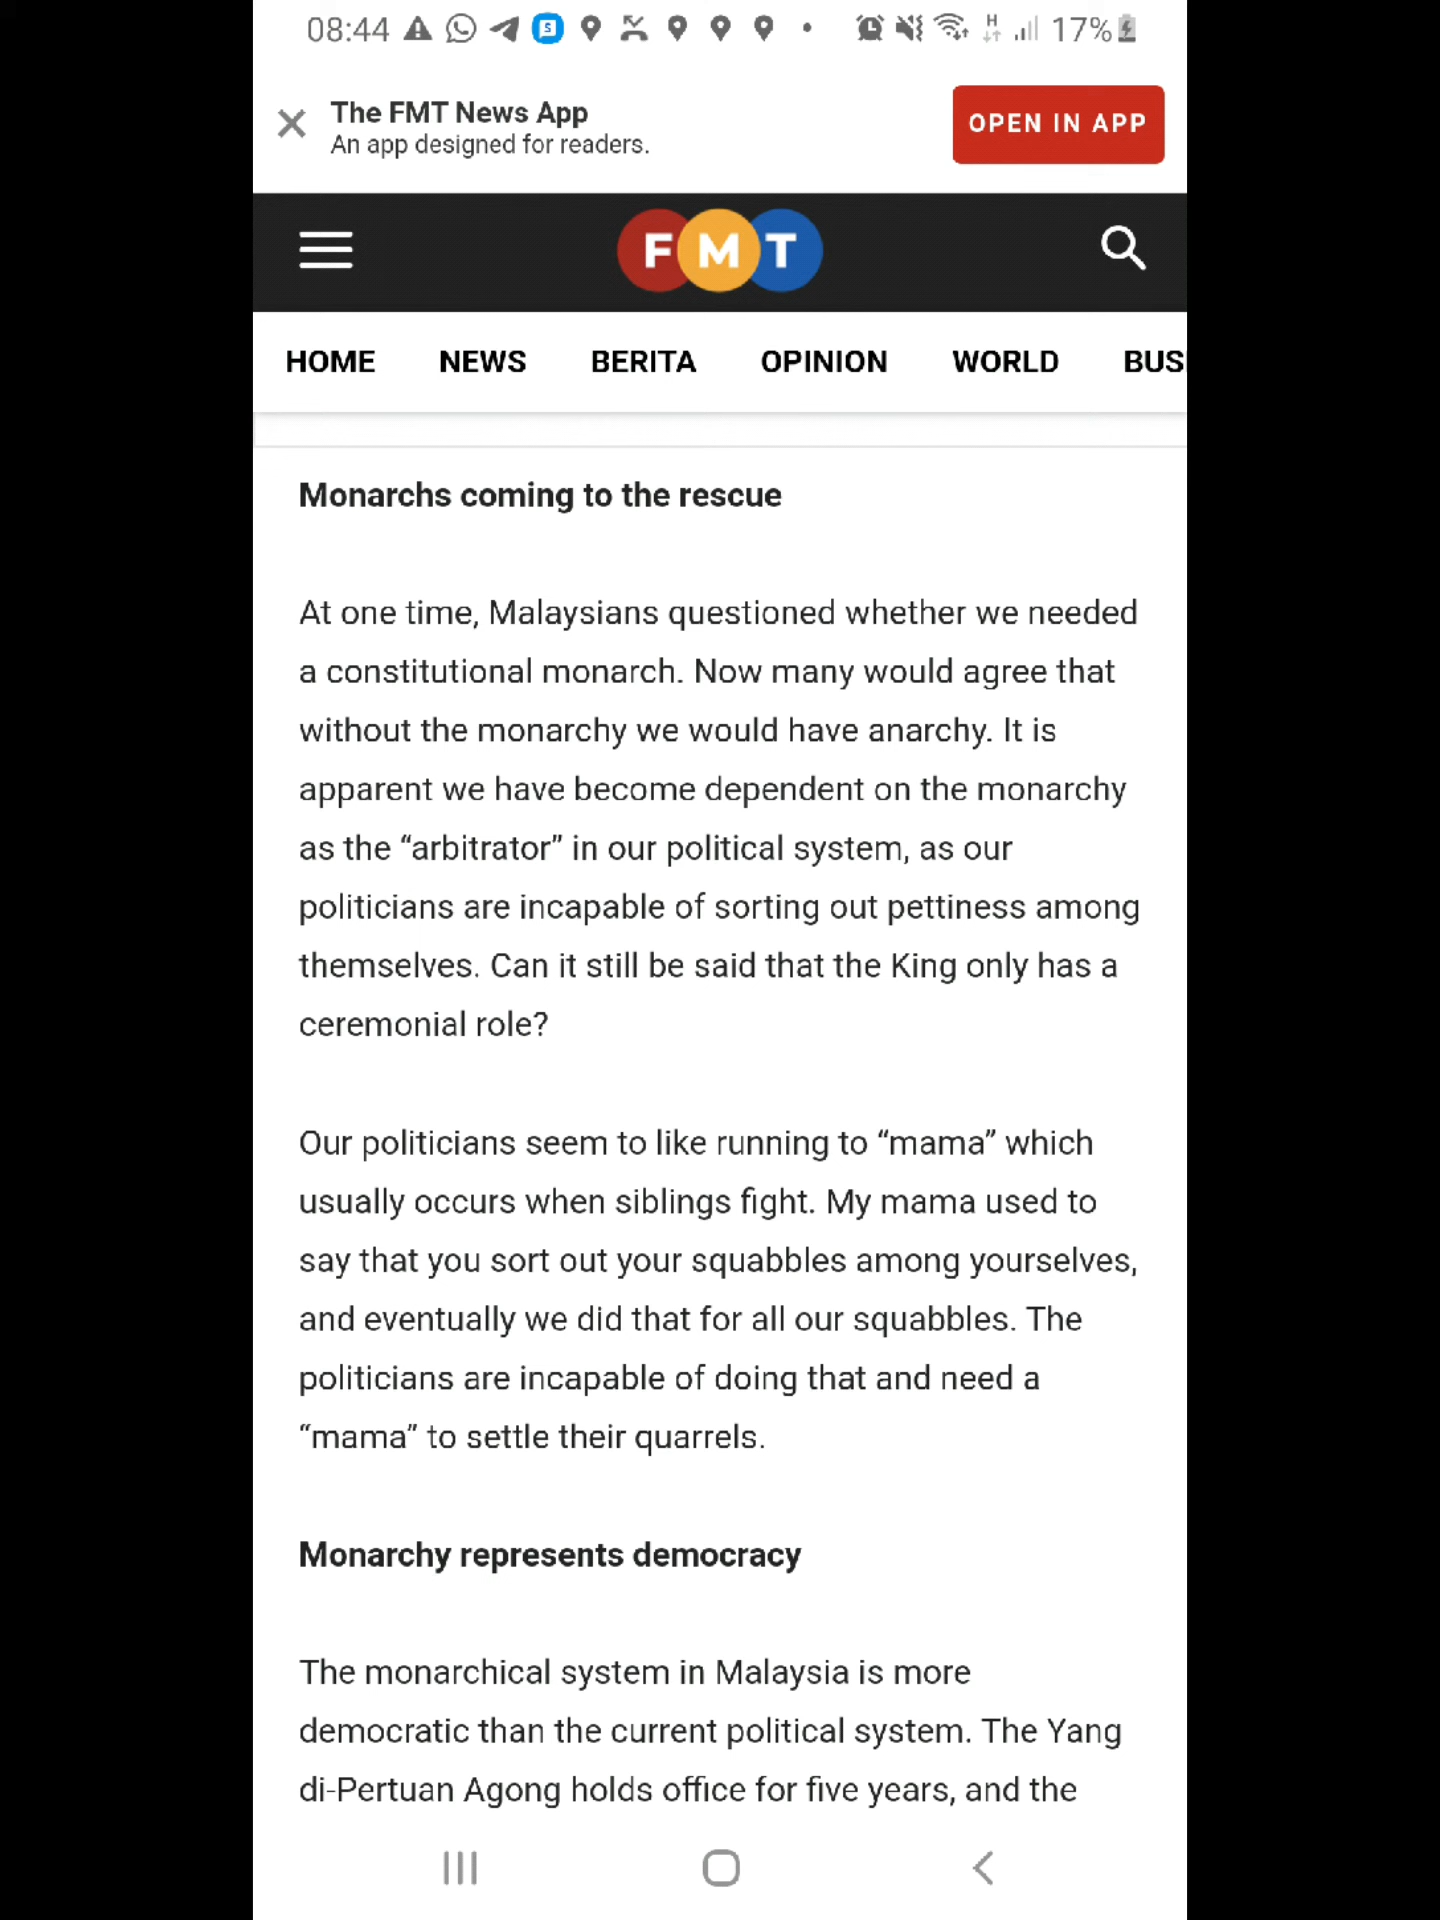 08:44
17%
The FMT News App
An app designed for readers.
OPEN IN APP
FMT
HOME NEWS BERITA OPINION WORLD BUS
Monarchs coming to the rescue
At one time, Malaysians questioned whether we needed
a constitutional monarch. Now many would agree that
without the monarchy we would have anarchy. It is
apparent we have become dependent on the monarchy
as the “arbitrator” in our political system, as our
politicians are incapable of sorting out pettiness among
themselves. Can it still be said that the King only has a
ceremonial role?
Our politicians seem to like running to “mama” which
usually occurs when siblings fight. My mama used to
say that you sort out your squabbles among yourselves,
and eventually we did that for all our squabbles. The
politicians are incapable of doing that and need a
“mama” to settle their quarrels.
Monarchy represents democracy
The monarchical system in Malaysia is more
democratic than the current political system. The Yang
di-Pertuan Agong holds office for five years, and the